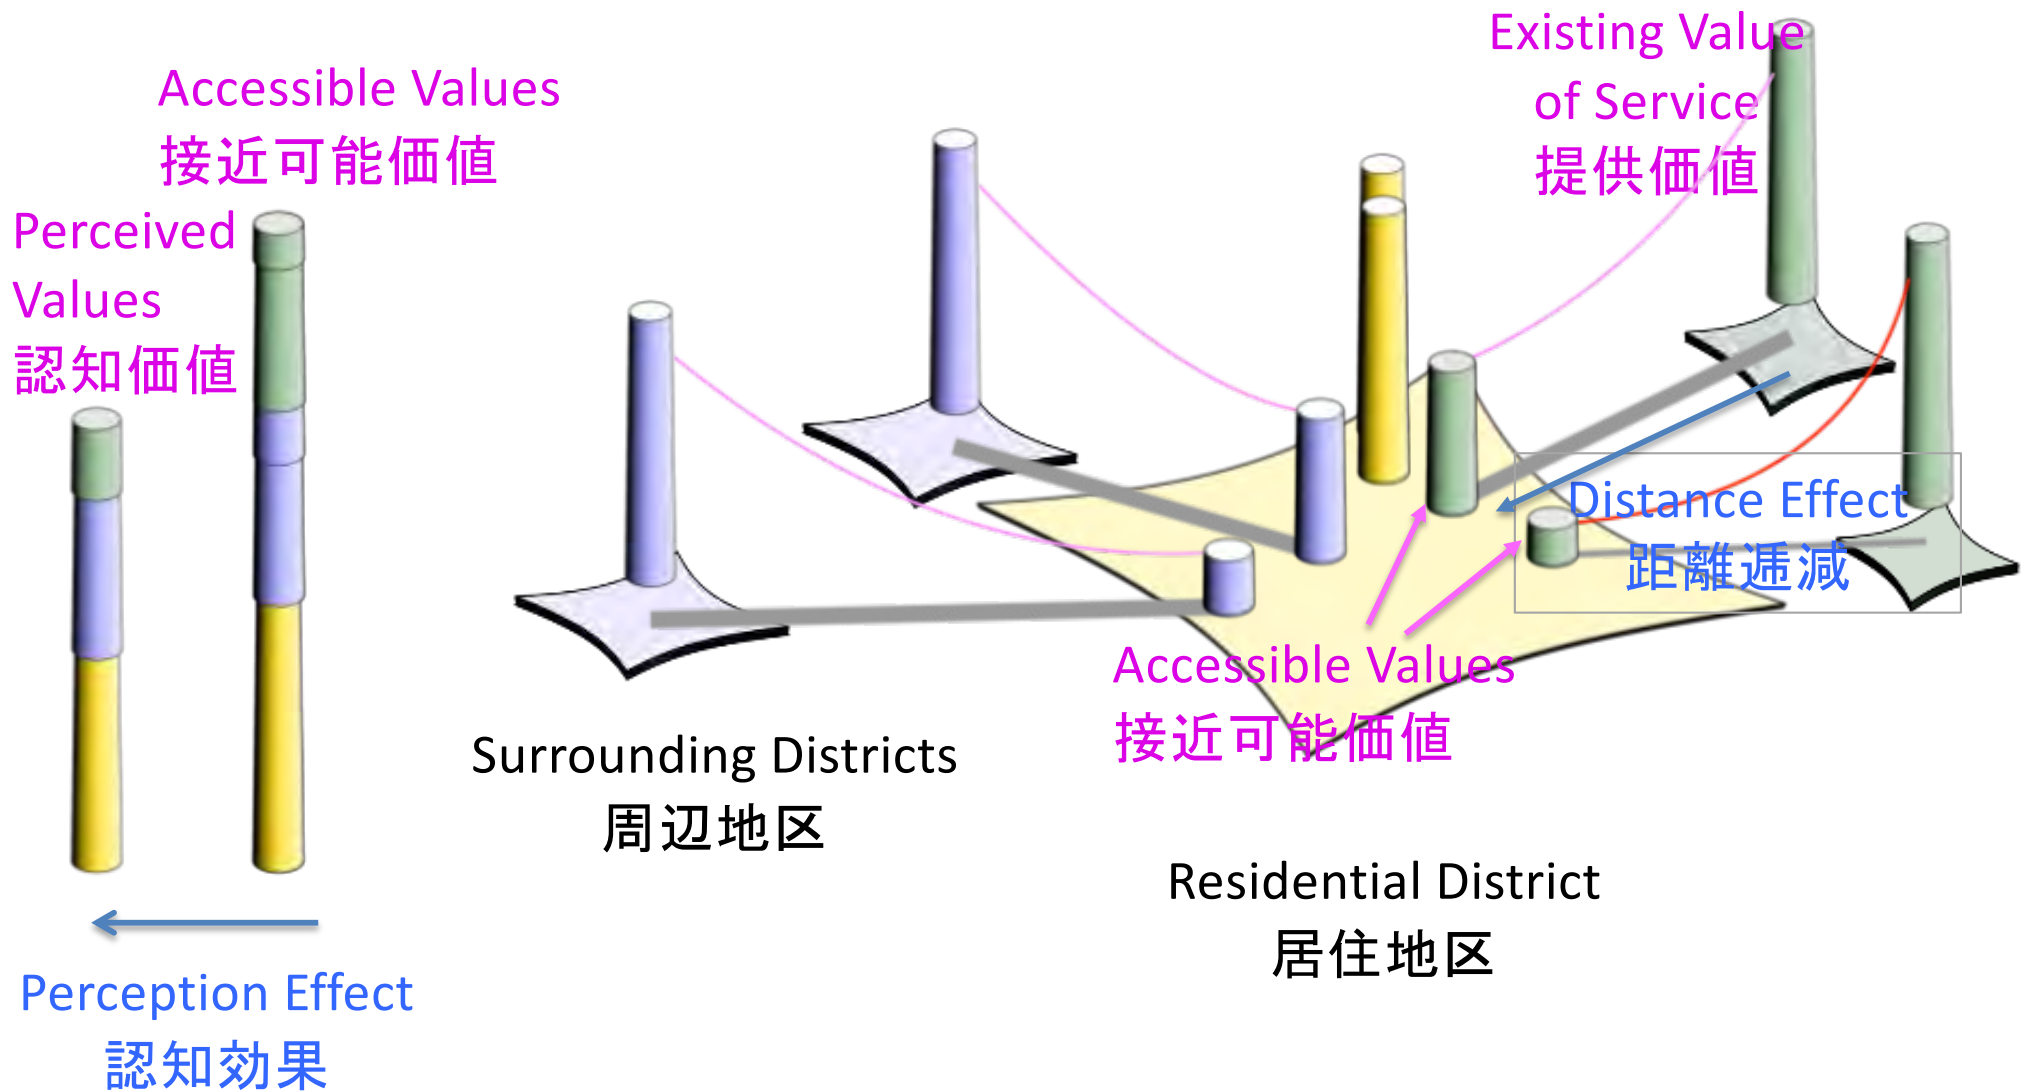 Accessible Values
接近可能価値
Perceived
Values
認知価値
Existing Value
of Service
提供価値
Distance Effect
距離逓減
Accessible Values
接近可能価値
Surrounding Districts
周辺地区
Residential District
居住地区
Perception Effect
認知効果